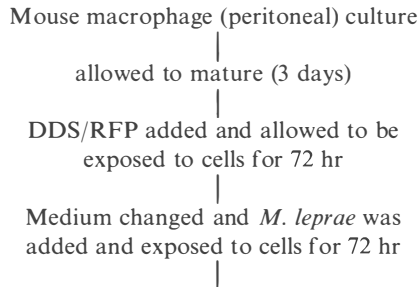 Mouse macrophage (peritoneal) culture
allowed to mature (3 days)
DDS/RFP added and allowed to be
exposed to cells for 72 hr
Medium changed and M. leprae was
added and exposed to cells for 72 hr